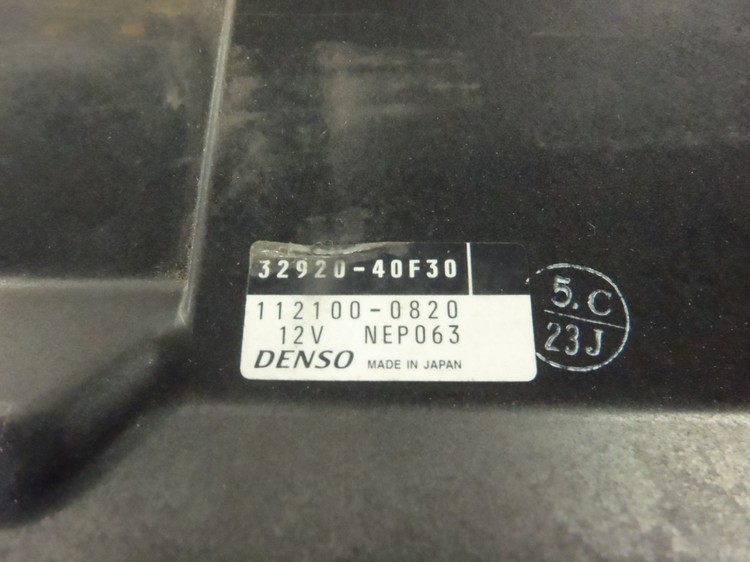 32920-40F30
112100-0820
12V NEP063
DENSO MADE IN JAPAN
5.C
23J